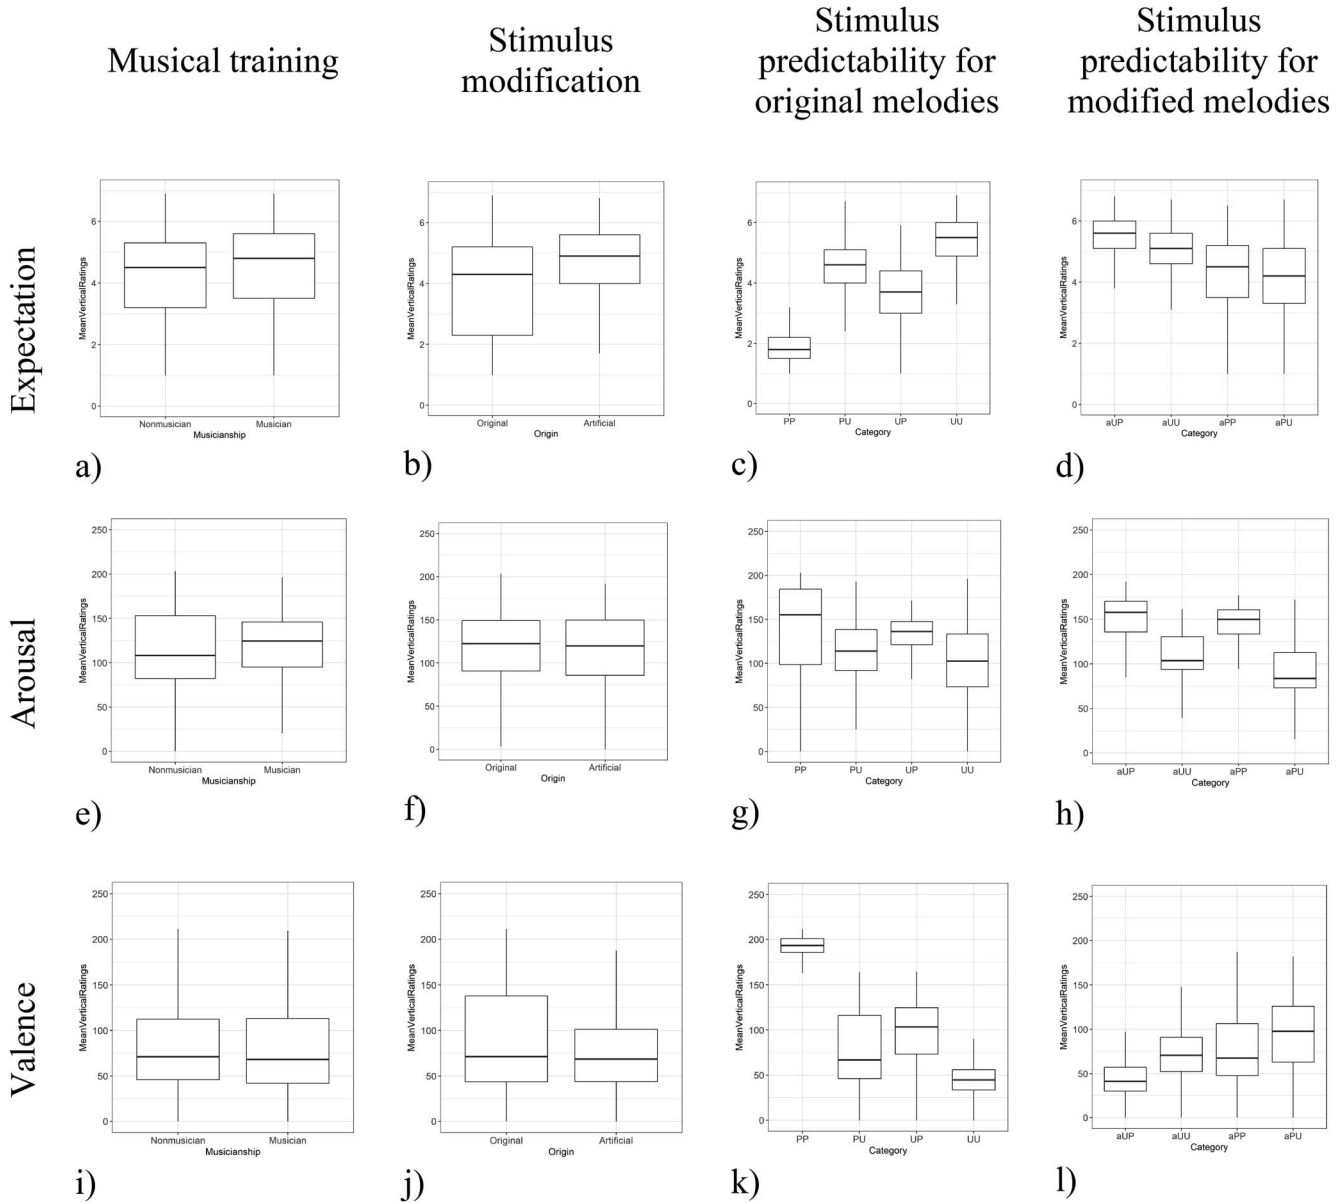 Musical training
Stimulus
modification
Stimulus
predictability for
original melodies
Stimulus
predictability for
modified melodies
Expectation
MeanVerticalRatings
6
4
2
0
Nonmusician
Musician
Musicianship
a)
MeanVerticalRatings
6
4
2
0
Original
Artificial
Origin
b)
MeanVerticalRatings
6
4
2
0
PP
PU
UP
UU
Category
c)
MeanVerticalRatings
6
4
2
0
aUP
aUU
aPP
aPU
Category
d)
Arousal
MeanVerticalRatings
250
200
150
100
50
0
Nonmusician
Musician
Musicianship
e)
MeanVerticalRatings
250
200
150
100
50
0
Original
Artificial
Origin
f)
MeanVerticalRatings
250
200
150
100
50
0
PP
PU
UP
UU
Category
g)
MeanVerticalRatings
250
200
150
100
50
0
aUP
aUU
aPP
aPU
Category
h)
Valence
MeanVerticalRatings
250
200
150
100
50
0
Nonmusician
Musician
Musicianship
i)
MeanVerticalRatings
250
200
150
100
50
0
Original
Artificial
Origin
j)
MeanVerticalRatings
250
200
150
100
50
0
PP
PU
UP
UU
Category
k)
MeanVerticalRatings
250
200
150
100
50
0
aUP
aUU
aPP
aPU
Category
l)